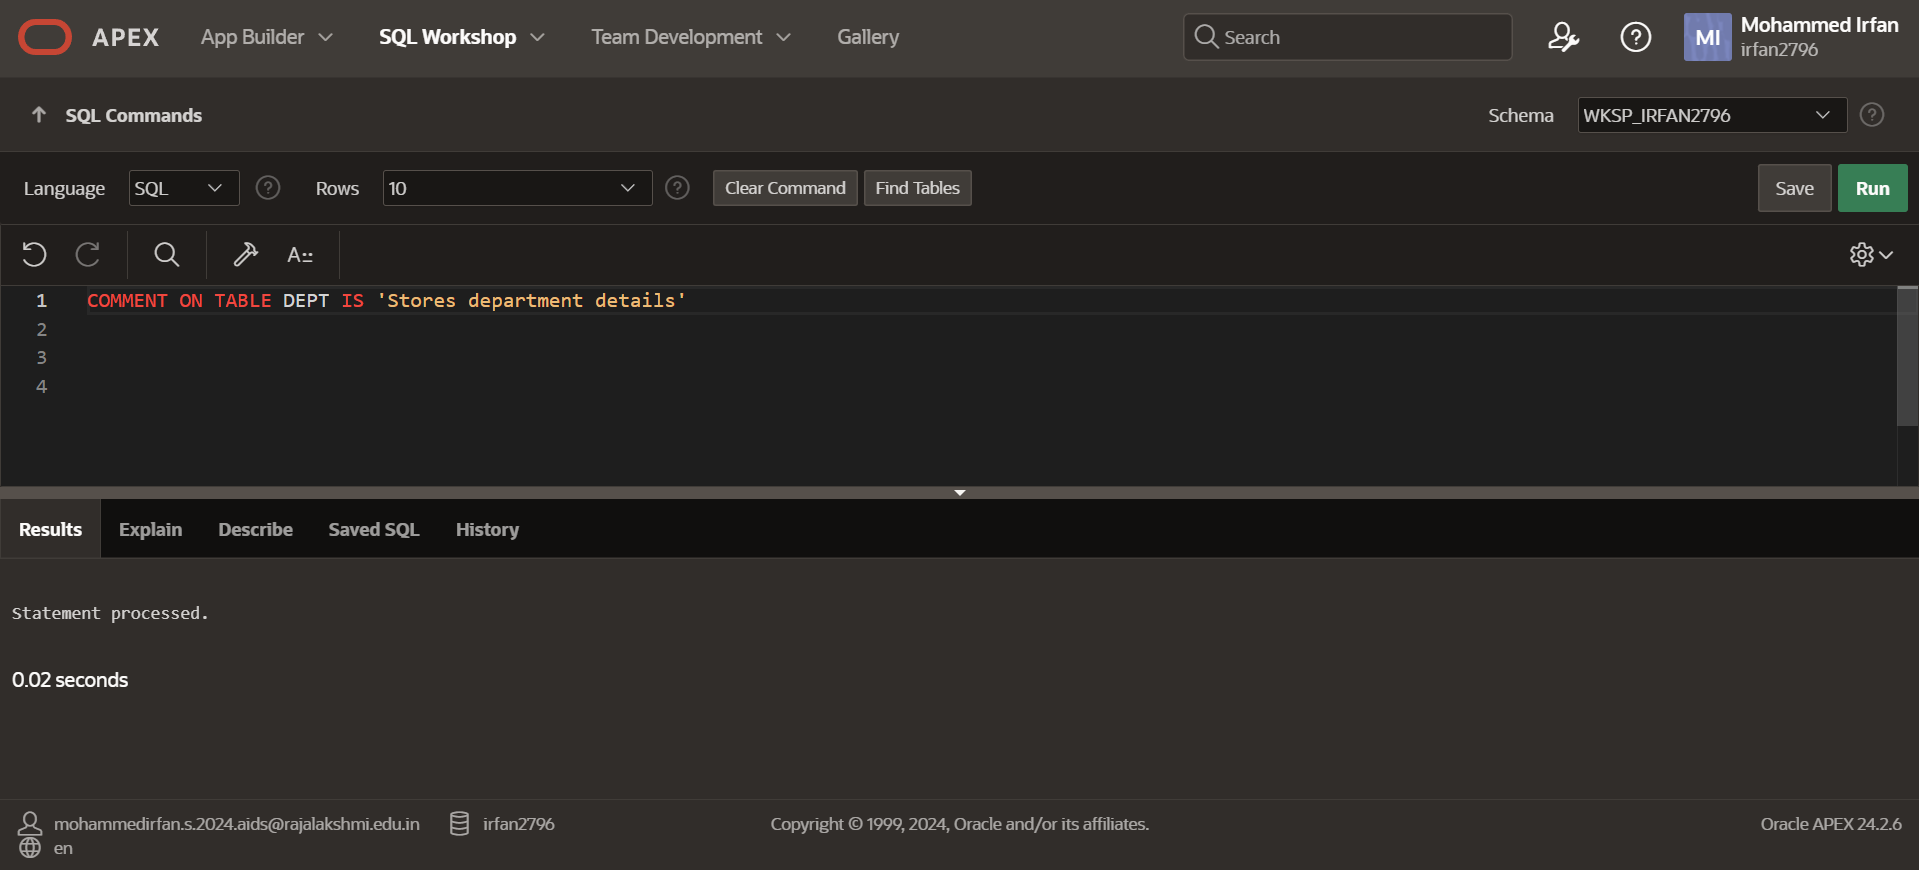 APEX App Builder SQL Workshop Team Development Gallery Search MI Mohammed Irfan
irfan2796
SQL Commands Schema WKSP_IRFAN2796
Language SQL Rows 10 Clear Command Find Tables Save Run
A
1 COMMENT ON TABLE DEPT IS 'Stores department details'
2
3
4
Results Explain Describe Saved SQL History
Statement processed.
0.02 seconds
mohammedirfan.s.2024.aids@rajalakshmi.edu.in irfan2796 Copyright © 1999, 2024, Oracle and/or its affiliates. Oracle APEX 24.2.6
en